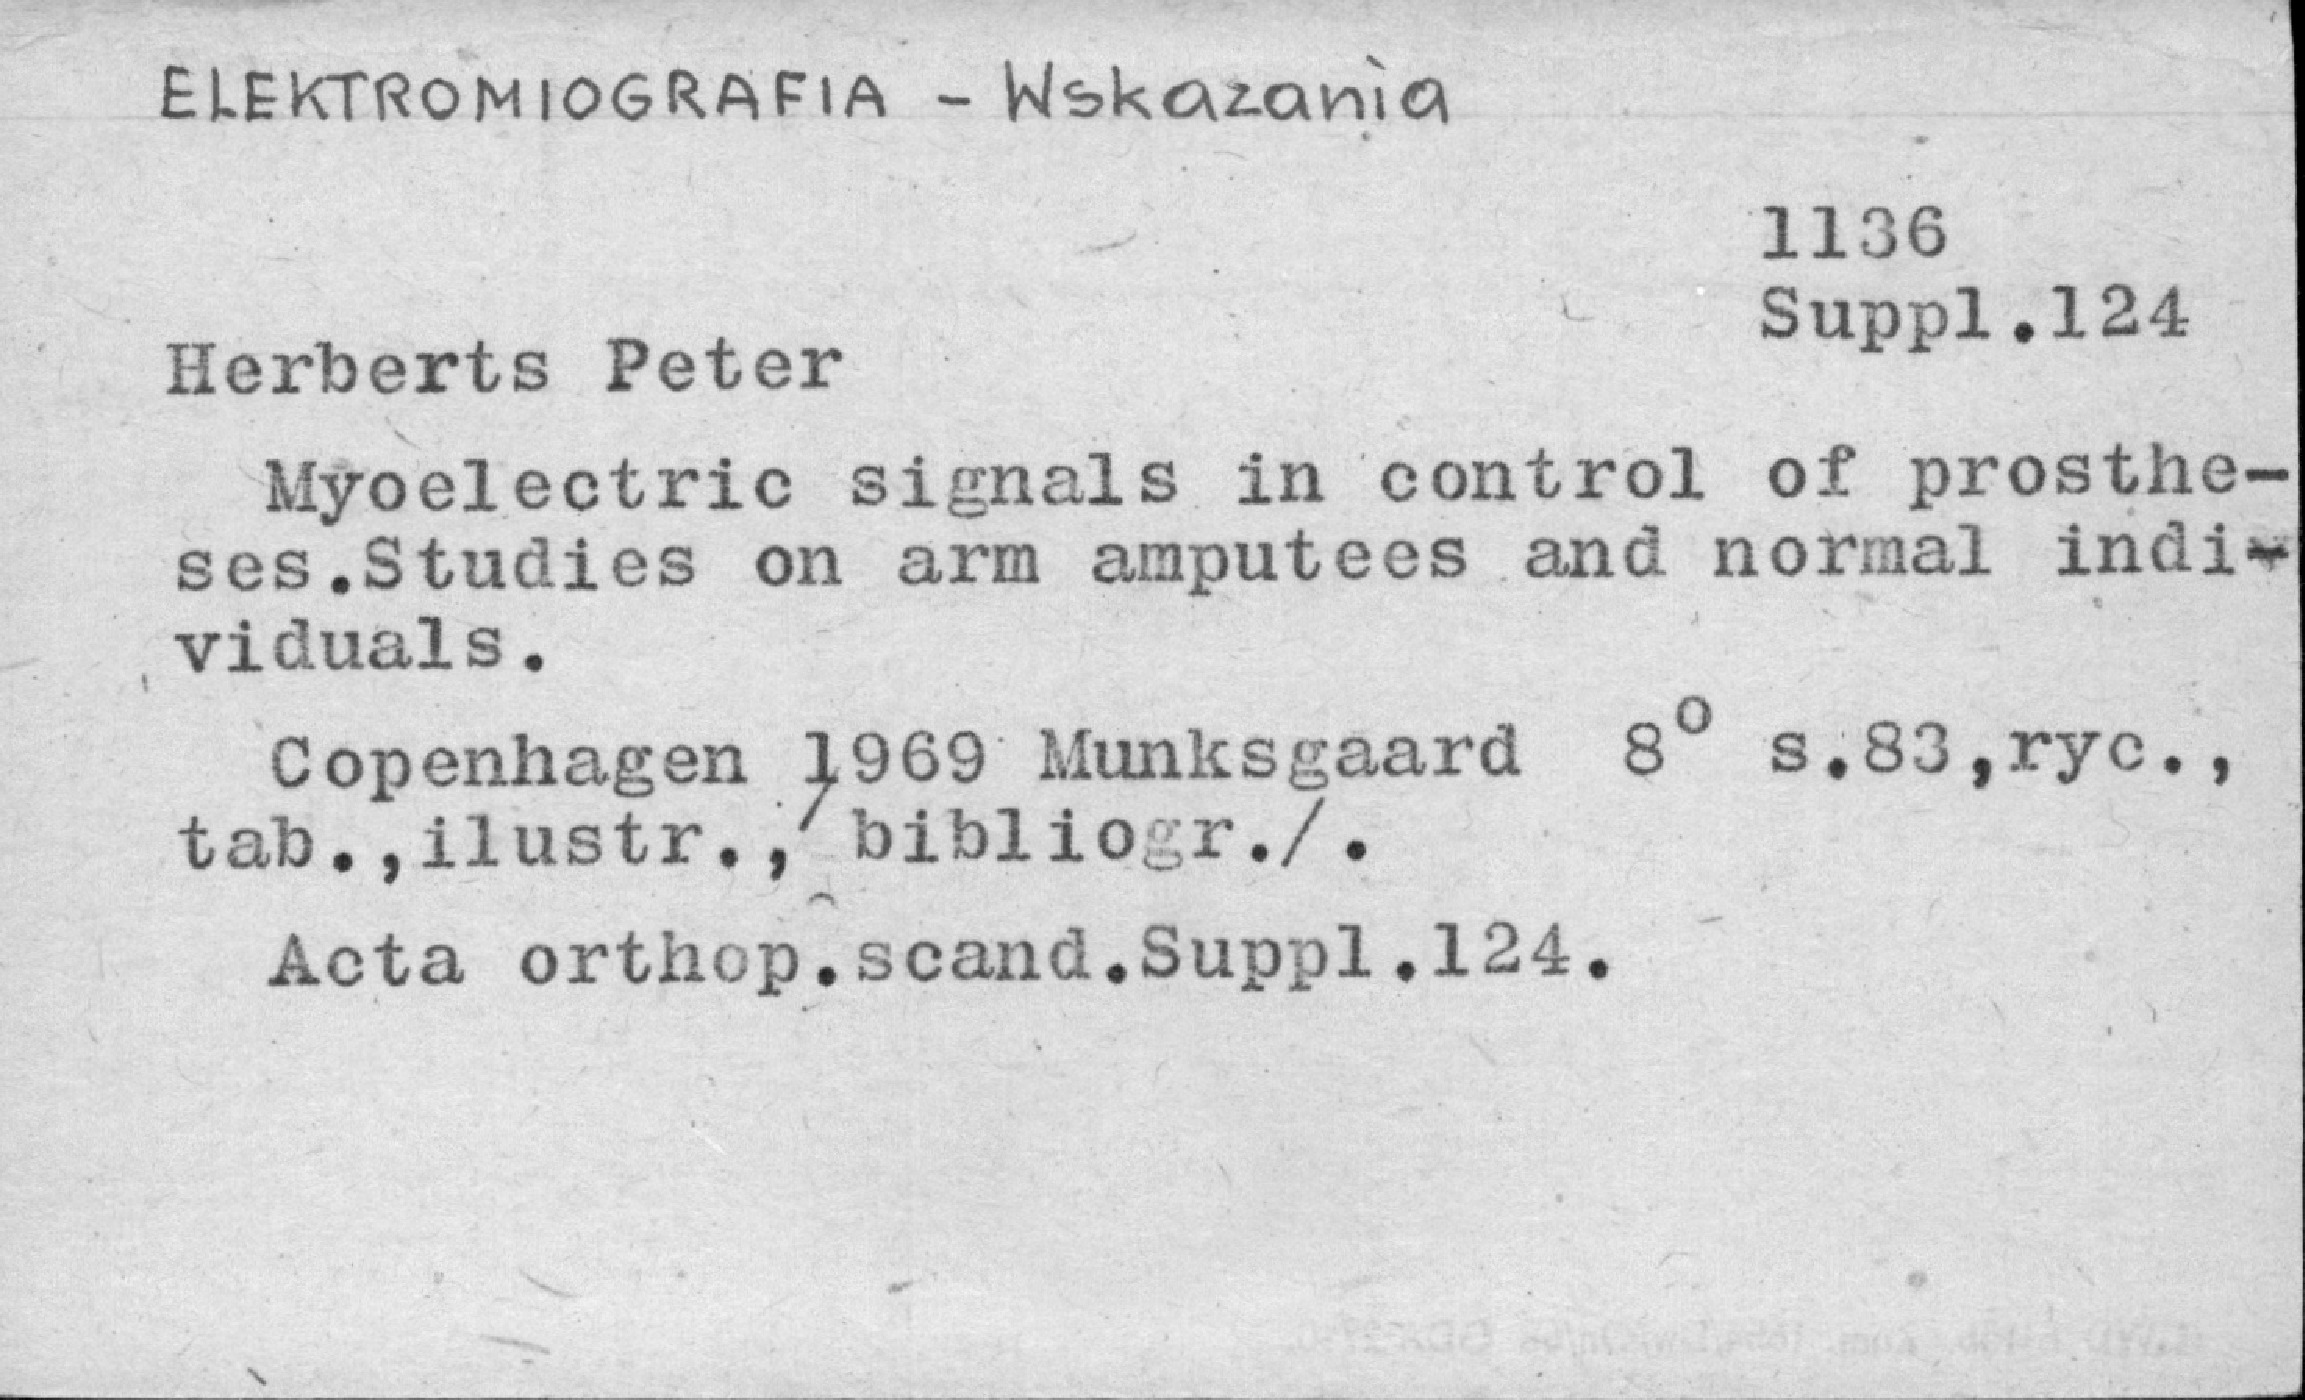 ELEKTROMIOGRAFIA - Wskazania
1136
Suppl.124
Herberts Peter
Myoelectric signals in control of prosthe-
ses.Studies on arm amputees and normal indi-
viduals.
Copenhagen 1969 Munksgaard 8° s.83,ryc.,
tab.,ilustr.,/bibliogr./.
Acta orthop.scand.Suppl.124.